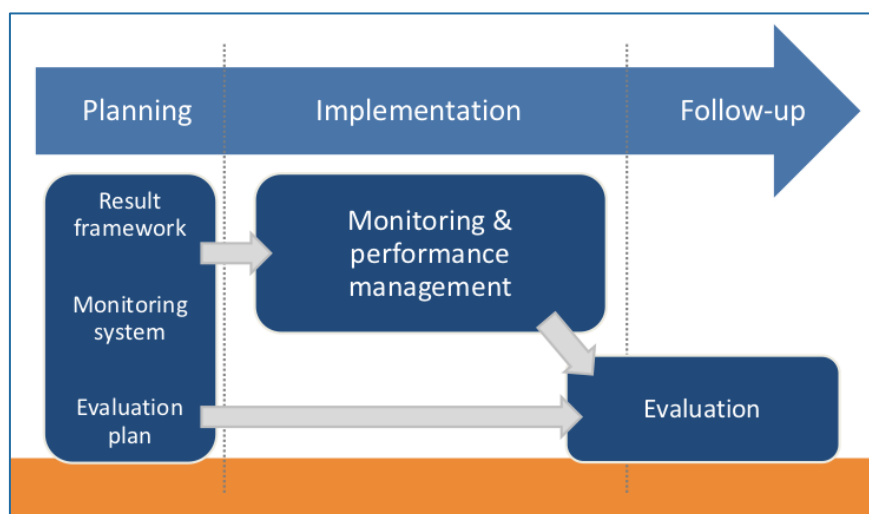 Planning
Implementation
Follow-up
Result
framework
Monitoring
system
Evaluation
plan
Monitoring &
performance
management
Evaluation